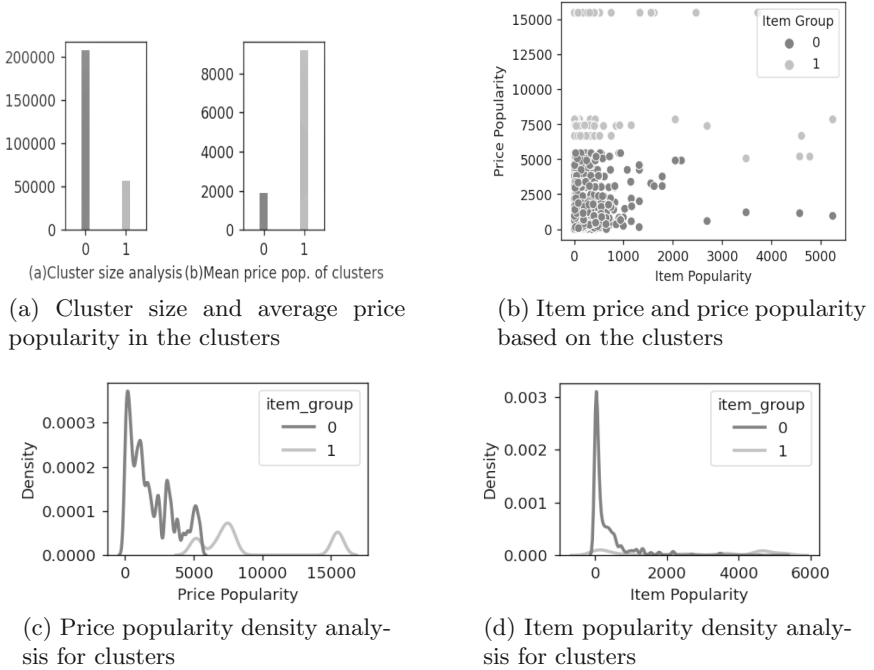 200000
150000
100000
50000
0
0
1
8000
6000
4000
2000
0
0
1
(a)Cluster size analysis (b)Mean price pop. of clusters
(a) Cluster size and average price
popularity in the clusters
15000
12500
10000
7500
5000
2500
0
Price Popularity
Item Group
0
1
0 1000 2000 3000 4000 5000
Item Popularity
(b) Item price and price popularity
based on the clusters
0.0003
0.0002
0.0001
0.0000
Density
item_group
0
1
0 5000 10000 15000
Price Popularity
(c) Price popularity density analy-
sis for clusters
0.003
0.002
0.001
0.000
Density
item_group
0
1
0 2000 4000 6000
Item Popularity
(d) Item popularity density analy-
sis for clusters